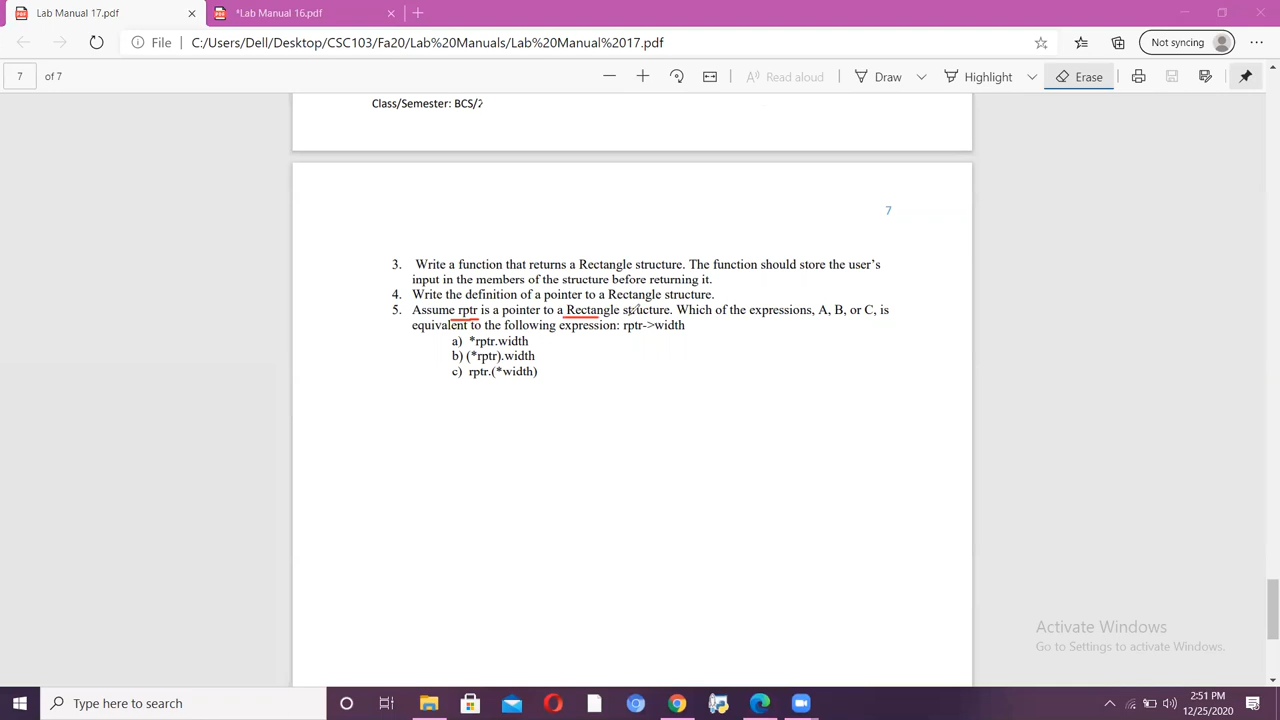 Lab Manual 17.pdf
*Lab Manual 16.pdf
File
C:/Users/Dell/Desktop/CSC103/Fa20/Lab%20Manuals/Lab%20Manual%2017.pdf
Not syncing
7 of 7
Read aloud
Draw
Highlight
Erase
Class/Semester: BCS/2
7
3. Write a function that returns a Rectangle structure. The function should store the user's
input in the members of the structure before returning it.
4. Write the definition of a pointer to a Rectangle structure.
5. Assume rptr is a pointer to a Rectangle structure. Which of the expressions, A, B, or C, is
equivalent to the following expression: rptr->width
a) *rptr.width
b) (*rptr).width
c) rptr.(*width)
Activate Windows
Go to Settings to activate Windows.
Type here to search
2:51 PM
12/25/2020